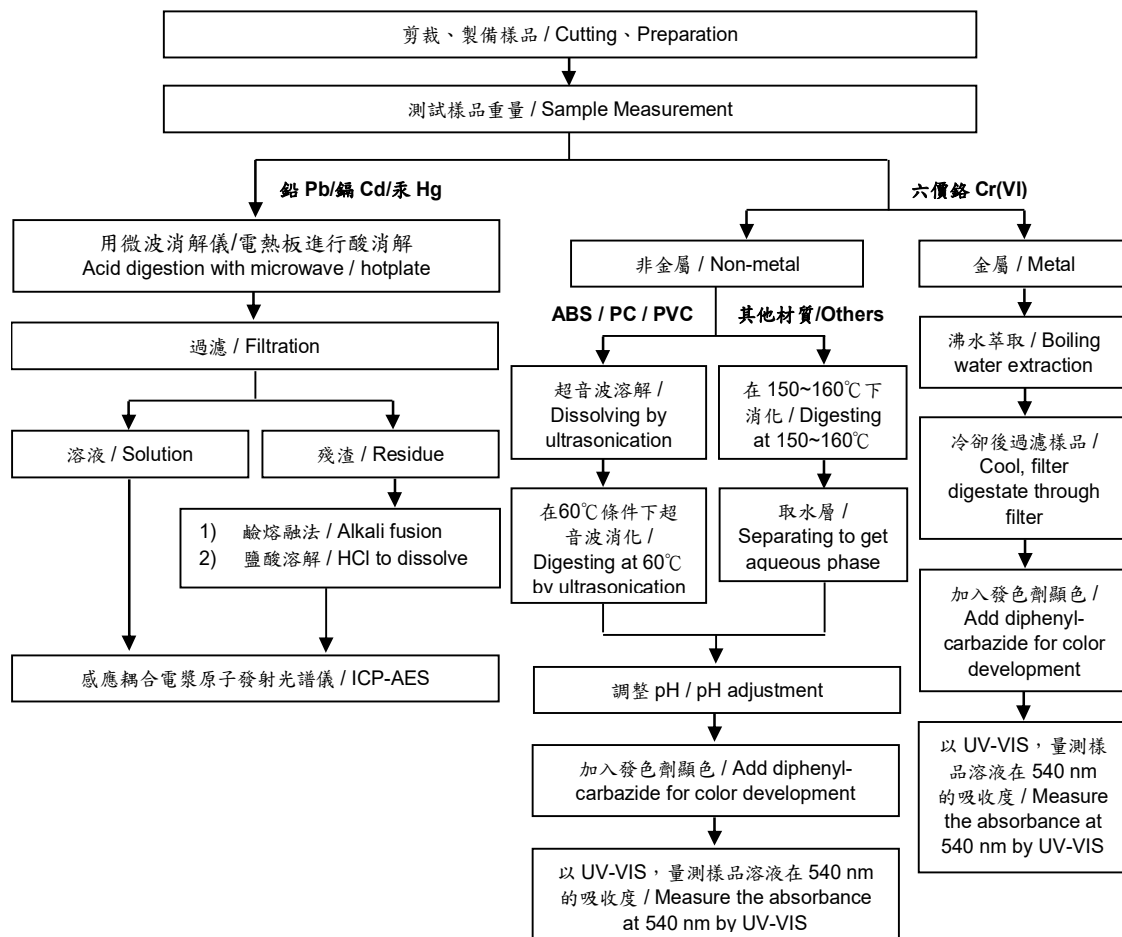 剪裁、製備樣品 / Cutting、Preparation
測試樣品重量 / Sample Measurement
鉛 Pb/鎘 Cd/汞 Hg
六價鉻 Cr(VI)
用微波消解儀/電熱板進行酸消解
Acid digestion with microwave / hotplate
過濾 / Filtration
溶液 / Solution
殘渣 / Residue
1) 鹼熔融法 / Alkali fusion
2) 鹽酸溶解 / HCl to dissolve
感應耦合電漿原子發射光譜儀 / ICP-AES
非金屬 / Non-metal
ABS / PC / PVC
其他材質/Others
超音波溶解 /
Dissolving by
ultrasonication
在60℃條件下超
音波消化 /
Digesting at 60℃
by ultrasonication
在 150~160℃下
消化 / Digesting
at 150~160℃
取水層 /
Separating to get
aqueous phase
調整 pH / pH adjustment
加入發色劑顯色 / Add diphenyl-
carbazide for color development
以 UV-VIS，量測樣品溶液在 540 nm
的吸收度 / Measure the absorbance
at 540 nm by UV-VIS
金屬 / Metal
沸水萃取 / Boiling
water extraction
冷卻後過濾樣品 /
Cool, filter
digestate through
filter
加入發色劑顯色 /
Add diphenyl-
carbazide for color
development
以 UV-VIS，量測樣
品溶液在 540 nm
的吸收度 / Measure
the absorbance at
540 nm by UV-VIS